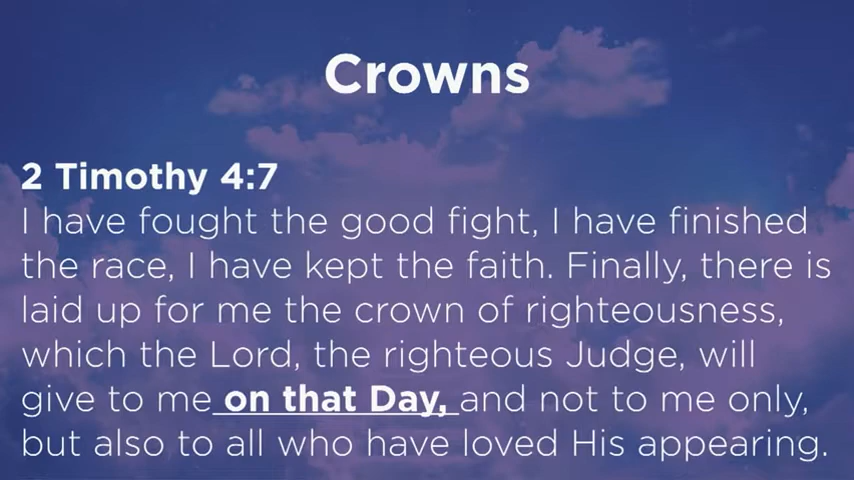 Crowns
2 Timothy 4:7
I have fought the good fight, I have finished
the race, I have kept the faith. Finally, there is
laid up for me the crown of righteousness,
which the Lord, the righteous Judge, will
give to me on that Day, and not to me only,
but also to all who have loved His appearing.